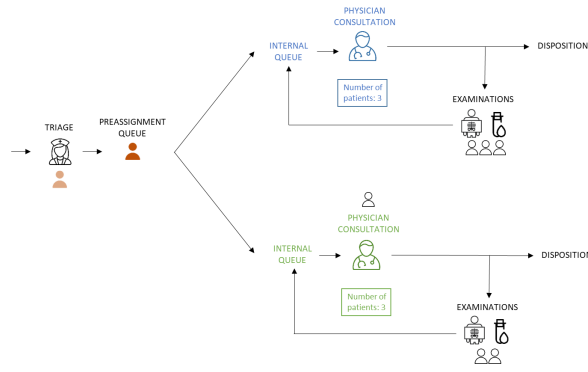 PHYSICIAN
CONSULTATION
INTERNAL
QUEUE
DISPOSITION
Number of
patients: 3
EXAMINATIONS
TRIAGE
PREASSIGNMENT
QUEUE
PHYSICIAN
CONSULTATION
INTERNAL
QUEUE
DISPOSITION
Number of
patients: 3
EXAMINATIONS